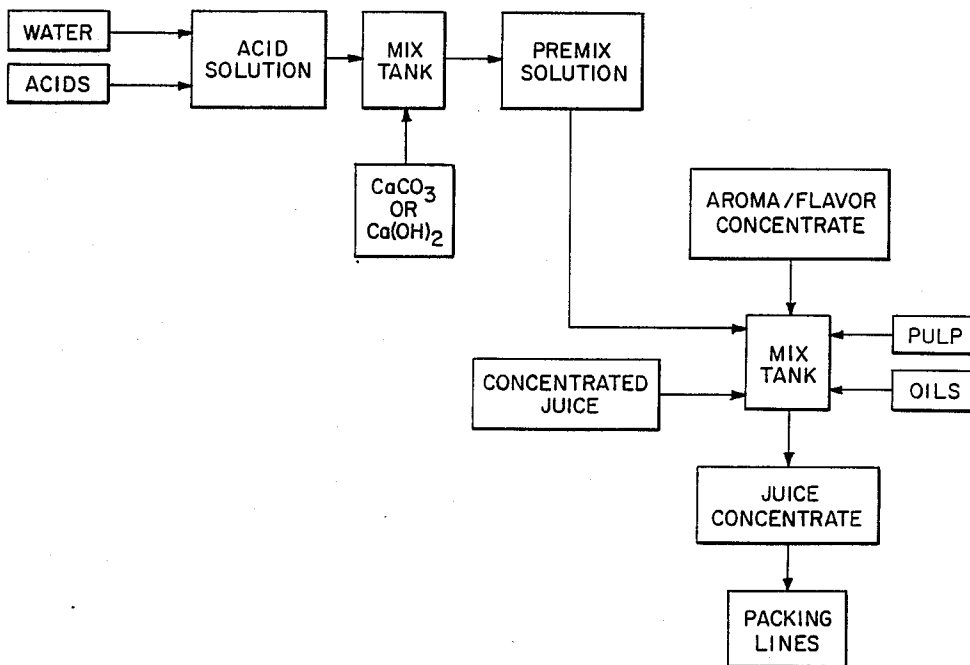 WATER
ACIDS
ACID
SOLUTION
MIX
TANK
PREMIX
SOLUTION
CaCO3
OR
Ca(OH)2
AROMA/FLAVOR
CONCENTRATE
MIX
TANK
PULP
OILS
CONCENTRATED
JUICE
JUICE
CONCENTRATE
PACKING
LINES